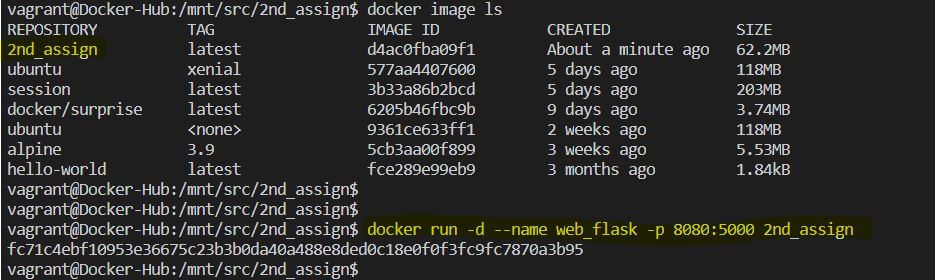 vagrant@Docker-Hub:/mnt/src/2nd_assign$ docker image ls
REPOSITORY TAG IMAGE ID CREATED SIZE
2nd_assign latest d4ac0fba09f1 About a minute ago 62.2MB
ubuntu xenial 577aa4407600 5 days ago 118MB
session latest 3b33a86b2bcd 5 days ago 203MB
docker/surprise latest 6205b46fbc9b 9 days ago 3.74MB
ubuntu <none> 9361ce633ff1 2 weeks ago 118MB
alpine 3.9 5cb3aa00f899 3 weeks ago 5.53MB
hello-world latest fce289e99eb9 3 months ago 1.84kB
vagrant@Docker-Hub:/mnt/src/2nd_assign$
vagrant@Docker-Hub:/mnt/src/2nd_assign$
vagrant@Docker-Hub:/mnt/src/2nd_assign$ docker run -d --name web_flask -p 8080:5000 2nd_assign
fc71c4ebf10953e36675c23b3b0da40a488e8ded0c18e0f0f3fc9fc7870a3b95
vagrant@Docker-Hub:/mnt/src/2nd_assign$